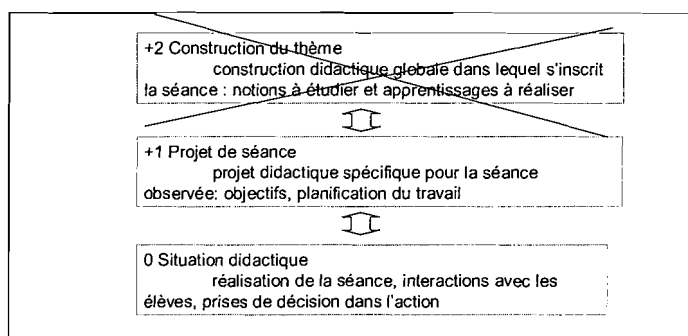 +2 Construction du thème
construction didactique globale dans lequel s'inscrit
la séance : notions à étudier et apprentissages à réaliser
+1 Projet de séance
projet didactique spécifique pour la séance
observée: objectifs, planification du travail
0 Situation didactique
réalisation de la séance, interactions avec les
élèves, prises de décision dans l'action